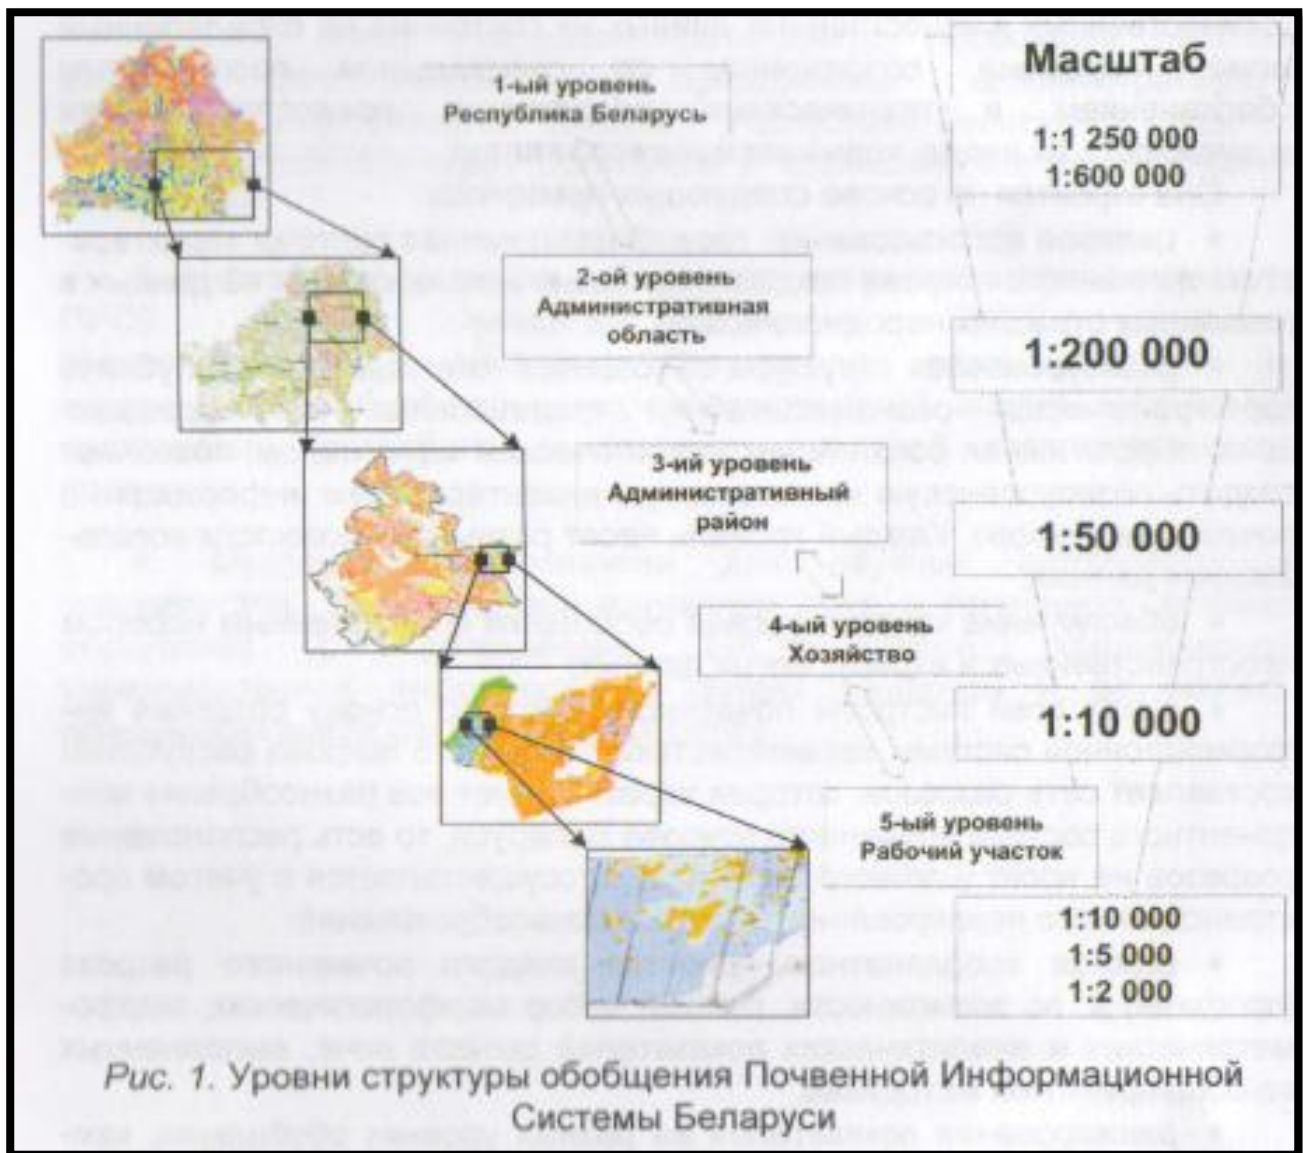 Масштаб
1-ый уровень
Республика Беларусь
1:1 250 000
1:600 000
2-ой уровень
Административная
область
1:200 000
3-ий уровень
Административный
район
1:50 000
4-ый уровень
Хозяйство
1:10 000
5-ый уровень
Рабочий участок
1:10 000
1:5 000
1:2 000
Рис. 1. Уровни структуры обобщения Почвенной Информационной
Системы Беларуси